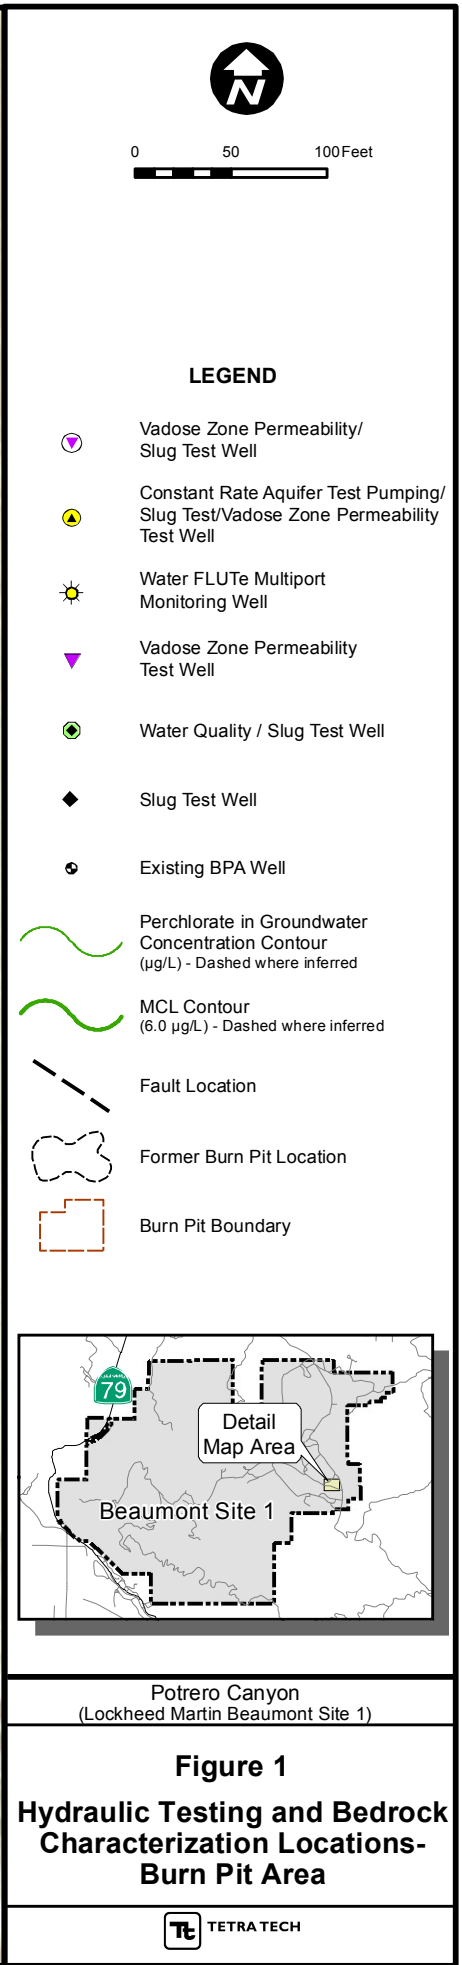 N
0 50 100 Feet
LEGEND
Vadose Zone Permeability/
Slug Test Well
Constant Rate Aquifer Test Pumping/
Slug Test/Vadose Zone Permeability
Test Well
Water FLUTe Multiport
Monitoring Well
Vadose Zone Permeability
Test Well
Water Quality / Slug Test Well
Slug Test Well
Existing BPA Well
Perchlorate in Groundwater
Concentration Contour
(µg/L) - Dashed where inferred
MCL Contour
(6.0 µg/L) - Dashed where inferred
Fault Location
Former Burn Pit Location
Burn Pit Boundary
79
Detail
Map Area
Beaumont Site 1
Potrero Canyon
(Lockheed Martin Beaumont Site 1)
Figure 1
Hydraulic Testing and Bedrock
Characterization Locations-
Burn Pit Area
Tt TETRA TECH